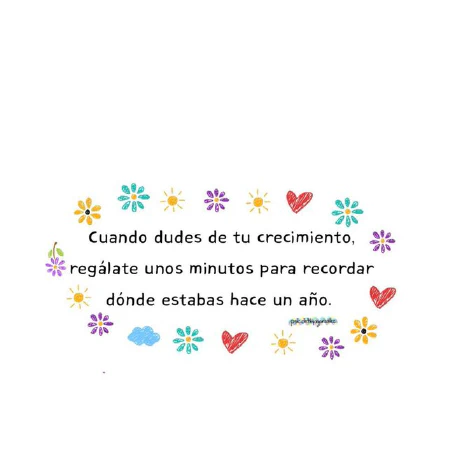 Cuando dudes de tu crecimiento,
regálate unos minutos para recordar
dónde estabas hace un año.